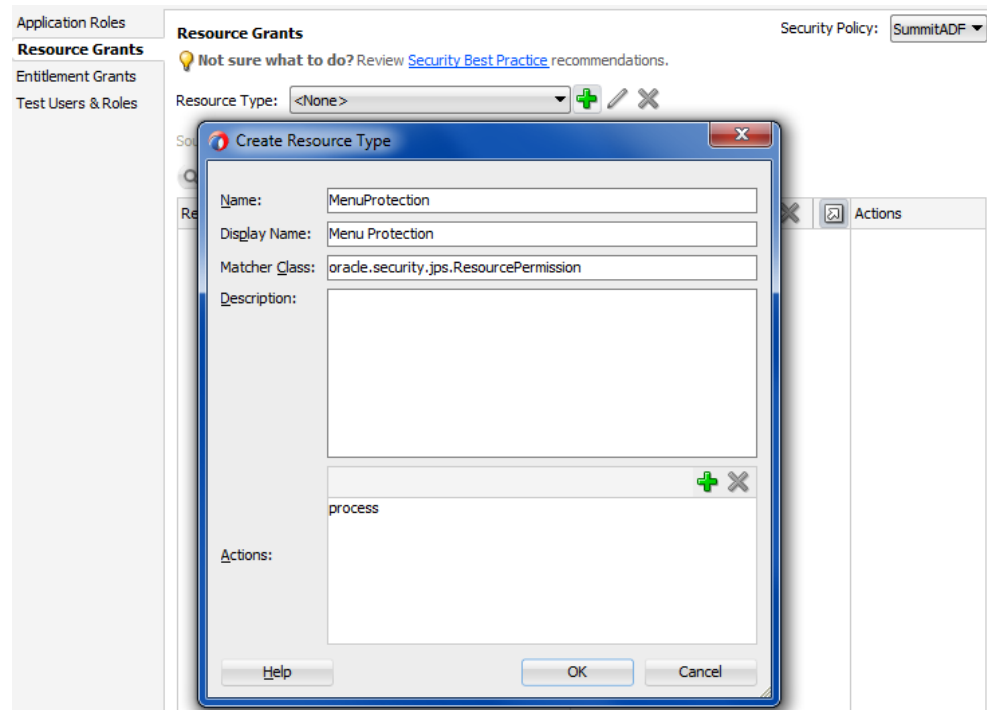 Application Roles
Resource Grants
Entitlement Grants
Test Users & Roles
Resource Grants
Security Policy: SummitADF
Not sure what to do? Review Security Best Practice recommendations.
Resource Type: <None>
Sou
Create Resource Type
Re
Actions
Name: MenuProtection
Display Name: Menu Protection
Matcher Class: oracle.security.jps.ResourcePermission
Description:
process
Actions:
Help OK Cancel